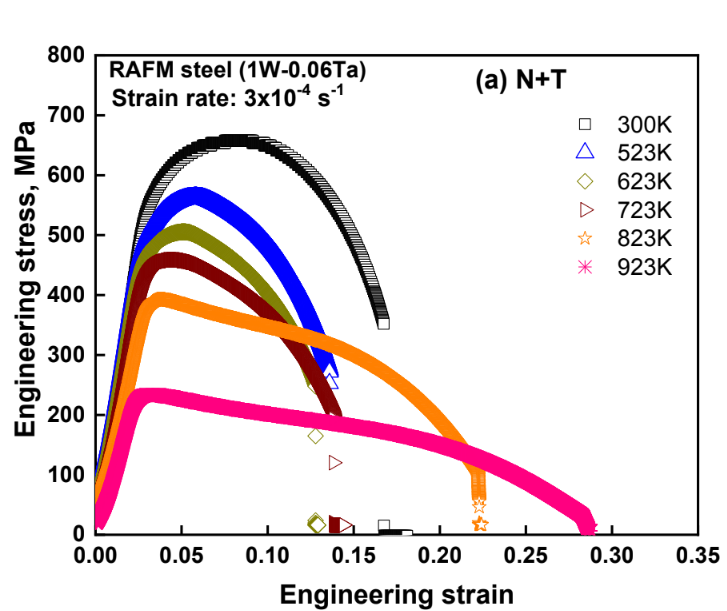 800
700
600
500
400
300
200
100
0
Engineering stress, MPa
RAFM steel (1W-0.06Ta)
Strain rate: 3x10⁻⁴ s⁻¹
(a) N+T
300K
523K
623K
723K
823K
923K
0.00 0.05 0.10 0.15 0.20 0.25 0.30 0.35
Engineering strain